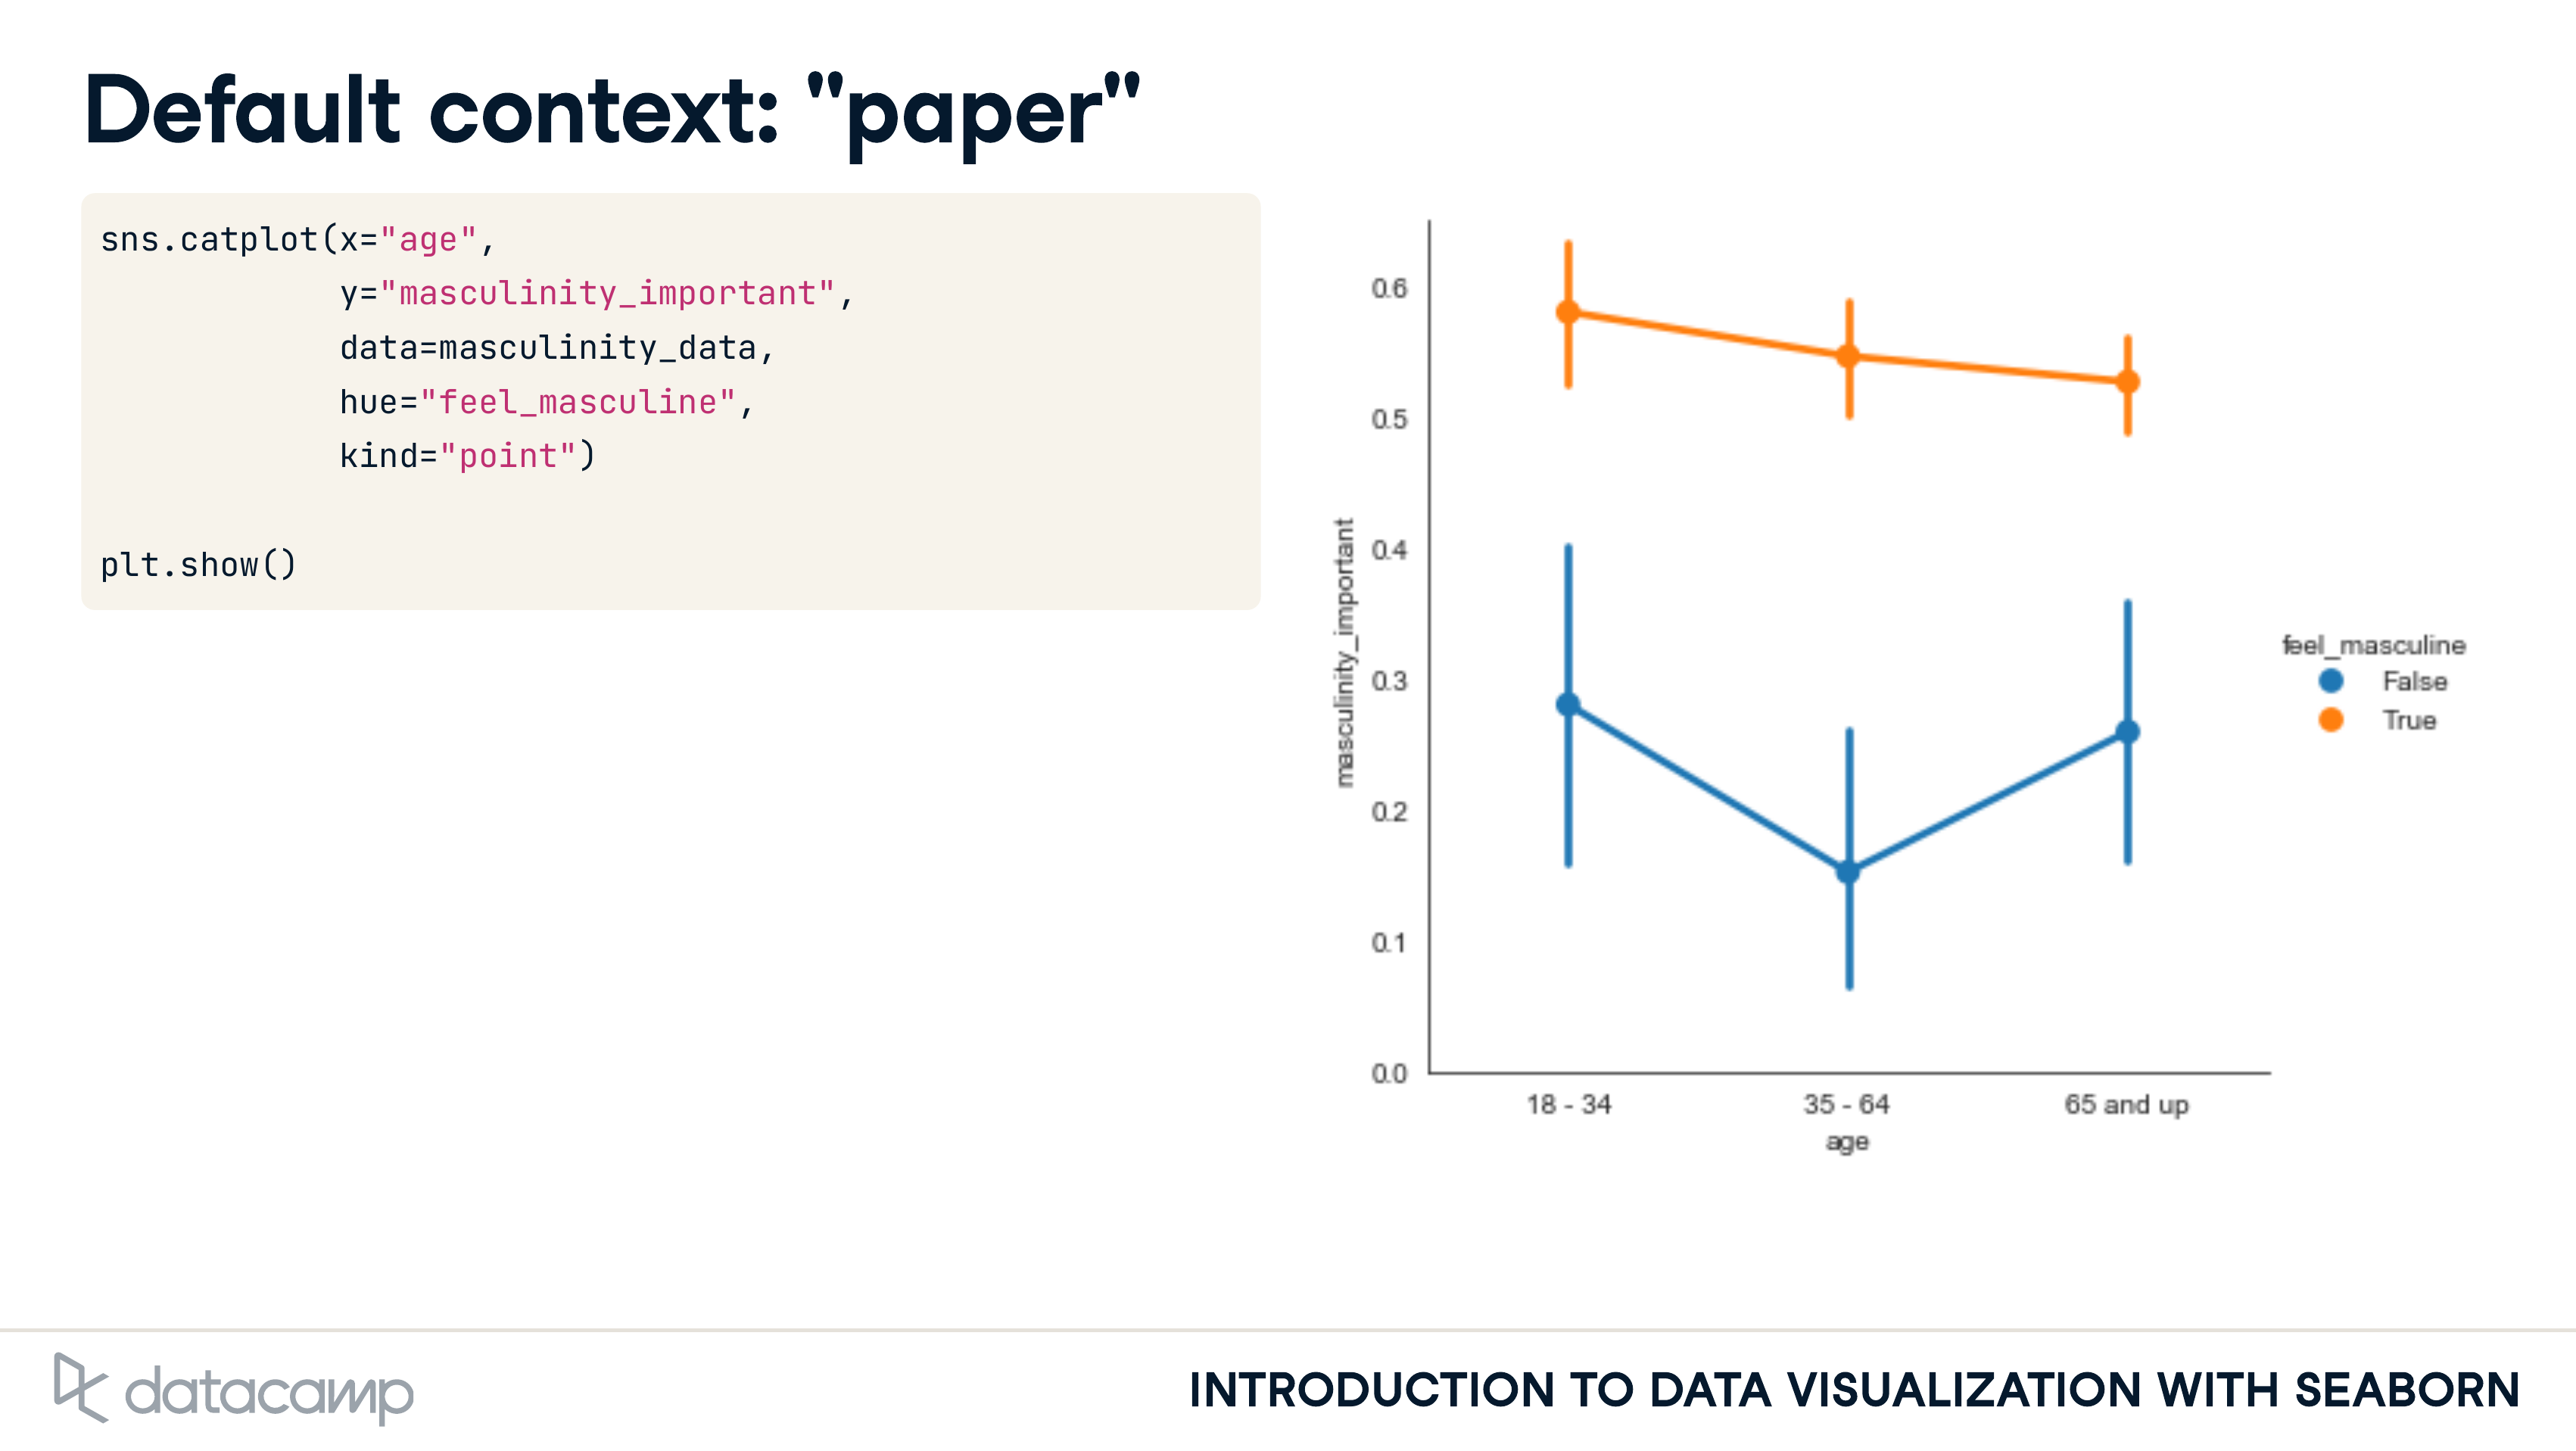 Default context: "paper"
sns.catplot(x="age",
            y="masculinity_important",
            data=masculinity_data,
            hue="feel_masculine",
            kind="point")
plt.show()
0.6
0.5
0.4
0.3
0.2
0.1
0.0
masculinity_important
18 - 34
35 - 64
65 and up
age
feel_masculine
False
True
datacamp
INTRODUCTION TO DATA VISUALIZATION WITH SEABORN